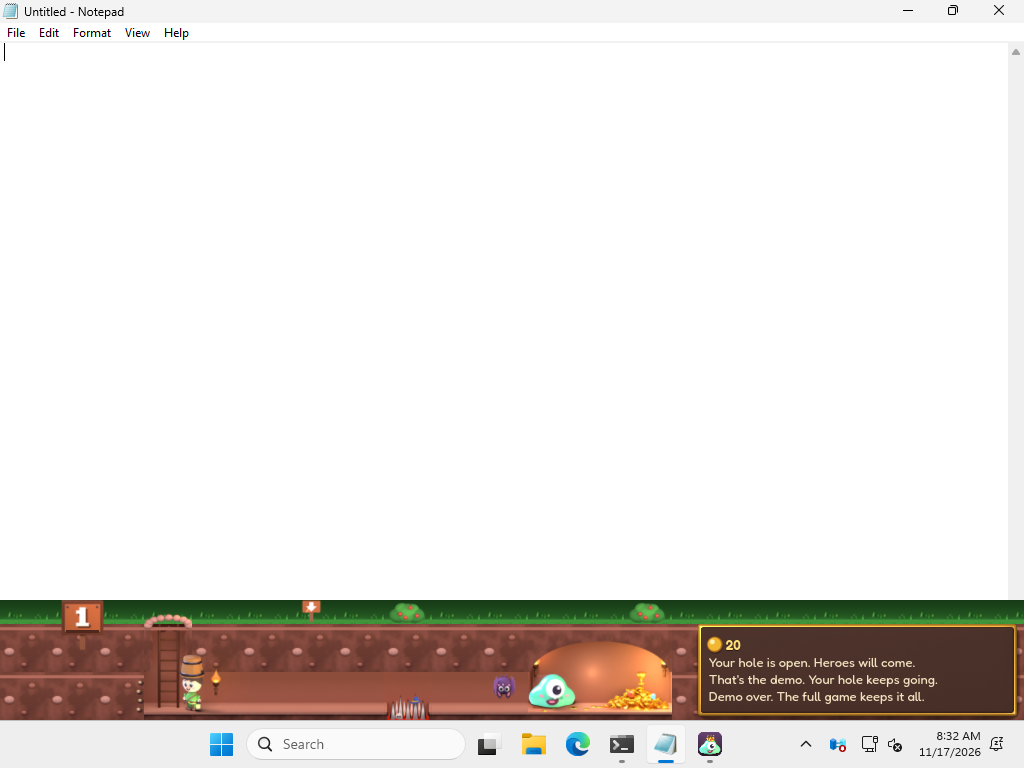 Untitled - Notepad
File Edit Format View Help
1
20
Your hole is open. Heroes will come.
That's the demo. Your hole keeps going.
Demo over. The full game keeps it all.
Search
8:32 AM
11/17/2026